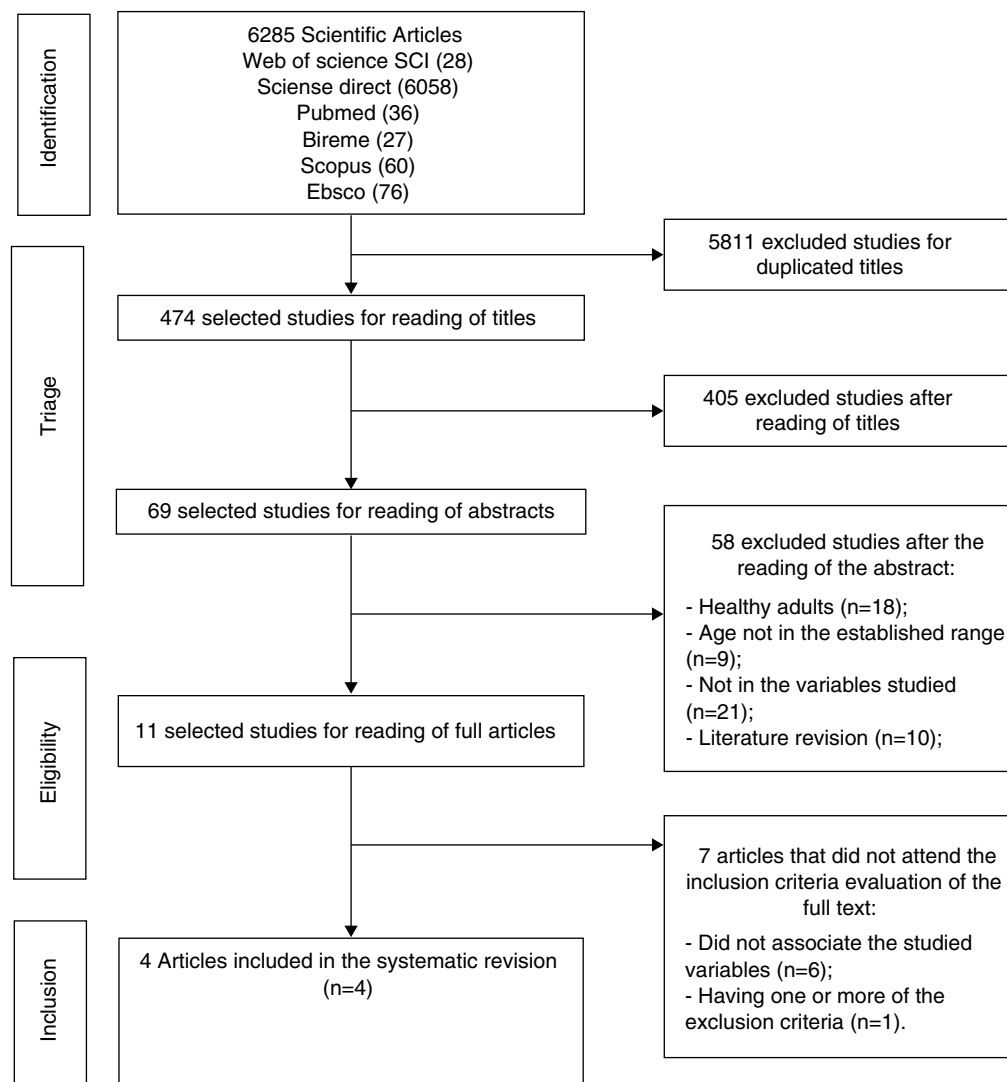 Identification
6285 Scientific Articles
Web of science SCI (28)
Sciense direct (6058)
Pubmed (36)
Bireme (27)
Scopus (60)
Ebsco (76)
5811 excluded studies for
duplicated titles
Triage
474 selected studies for reading of titles
405 excluded studies after
reading of titles
69 selected studies for reading of abstracts
58 excluded studies after the
reading of the abstract:
- Healthy adults (n=18);
- Age not in the established range
(n=9);
- Not in the variables studied
(n=21);
- Literature revision (n=10);
Eligibility
11 selected studies for reading of full articles
7 articles that did not attend the
inclusion criteria evaluation of the
full text:
- Did not associate the studied
variables (n=6);
- Having one or more of the
exclusion criteria (n=1).
Inclusion
4 Articles included in the systematic revision
(n=4)